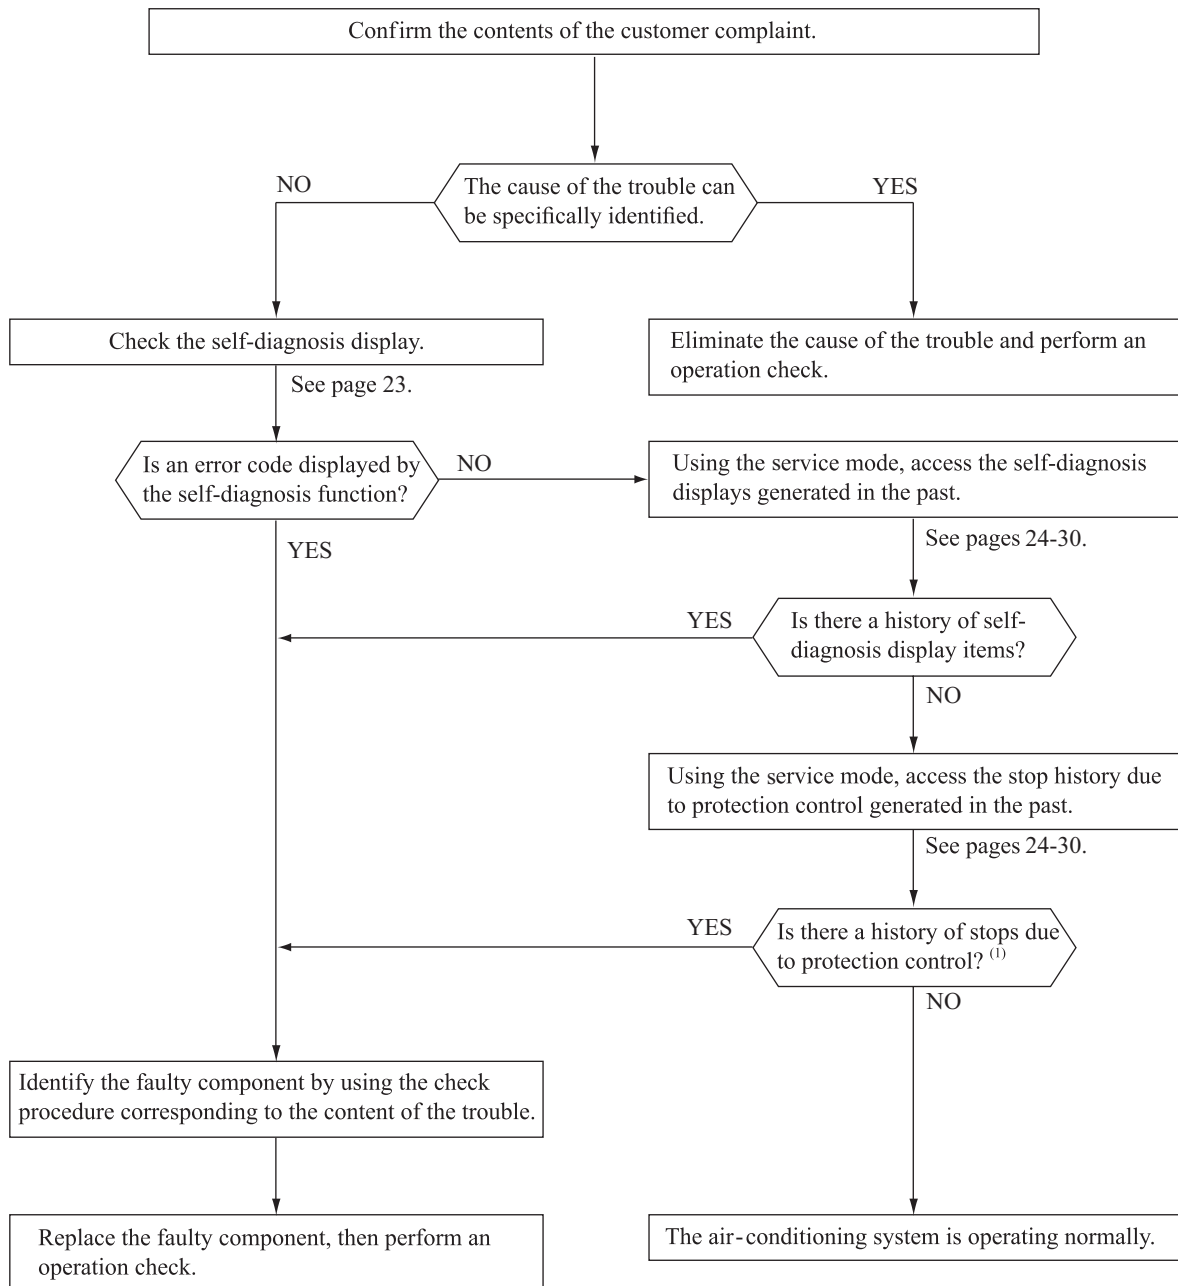 Confirm the contents of the customer complaint.
NO
The cause of the trouble can
be specifically identified.
YES
Check the self-diagnosis display.
See page 23.
Eliminate the cause of the trouble and perform an
operation check.
Is an error code displayed by
the self-diagnosis function?
NO
YES
Using the service mode, access the self-diagnosis
displays generated in the past.
See pages 24-30.
YES
Is there a history of self-
diagnosis display items?
NO
Using the service mode, access the stop history due
to protection control generated in the past.
See pages 24-30.
YES
Is there a history of stops due
to protection control? (1)
NO
Identify the faulty component by using the check
procedure corresponding to the content of the trouble.
Replace the faulty component, then perform an
operation check.
The air-conditioning system is operating normally.